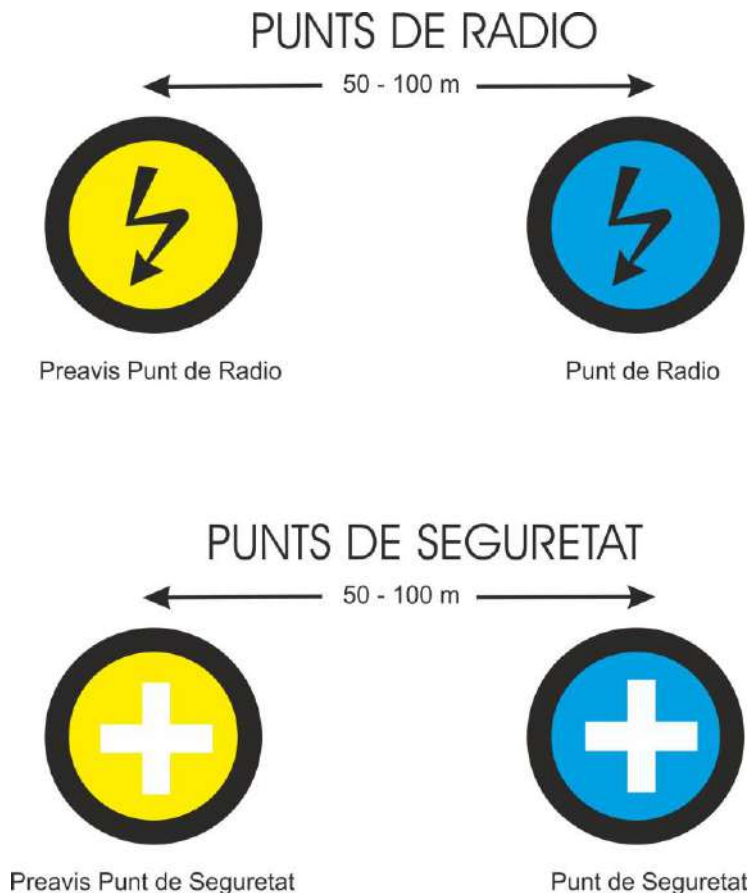 PUNTS DE RADIO
50 - 100 m
Preavis Punt de Radio
Punt de Radio
PUNTS DE SEGURETAT
50 - 100 m
Preavis Punt de Seguretat
Punt de Seguretat